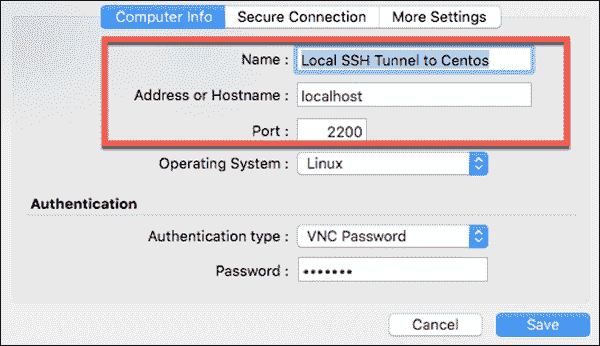 Computer Info Secure Connection More Settings
Name : Local SSH Tunnel to Centos
Address or Hostname : localhost
Port : 2200
Operating System : Linux
Authentication
Authentication type : VNC Password
Password : •••••••
Cancel Save